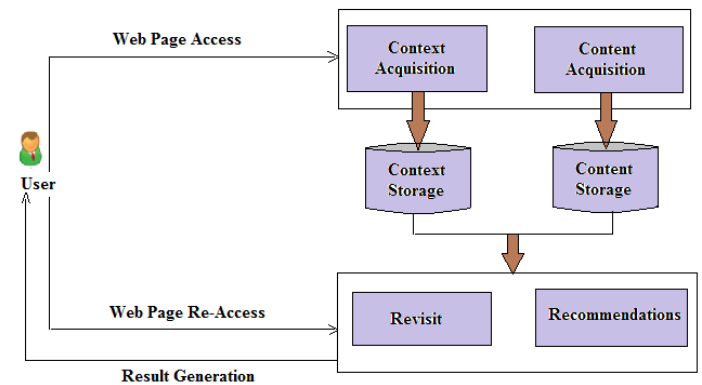 Web Page Access
Context
Acquisition
Content
Acquisition
User
Context
Storage
Content
Storage
Web Page Re-Access
Revisit
Recommendations
Result Generation